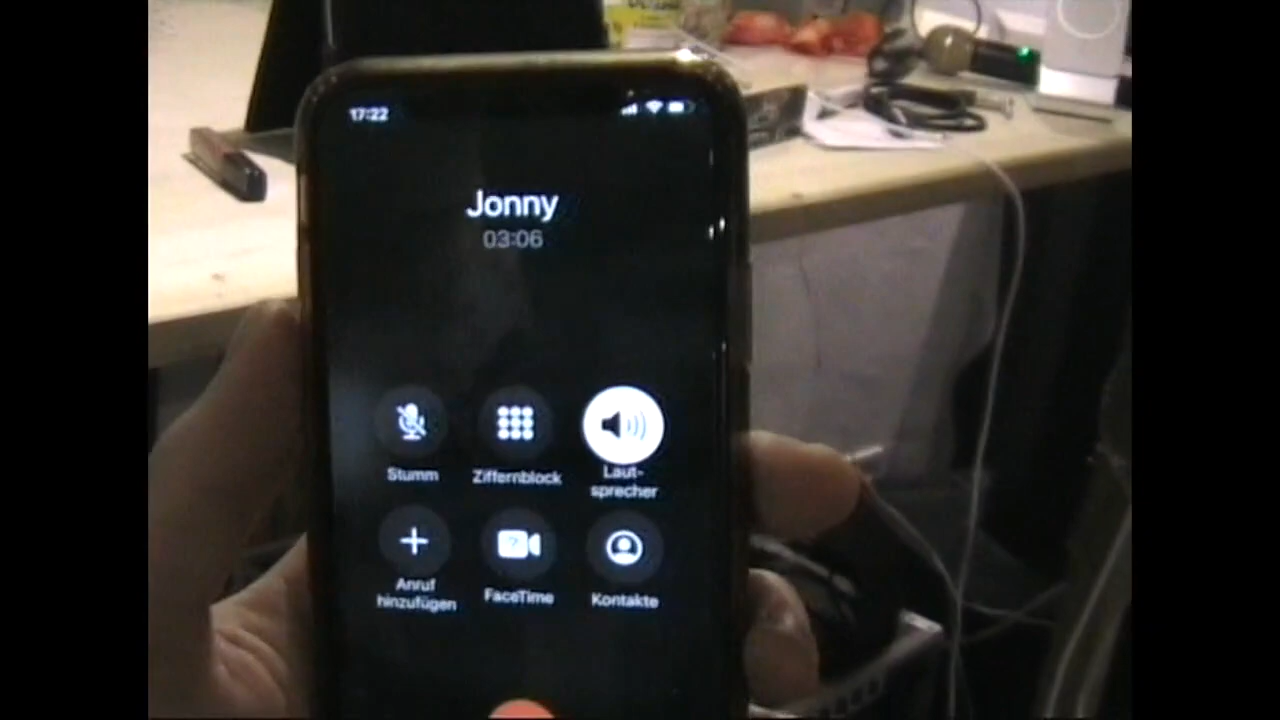 17:22
Jonny
03:06
Stumm
Ziffernblock
Laut-
sprecher
Anruf
hinzufügen
FaceTime
Kontakte